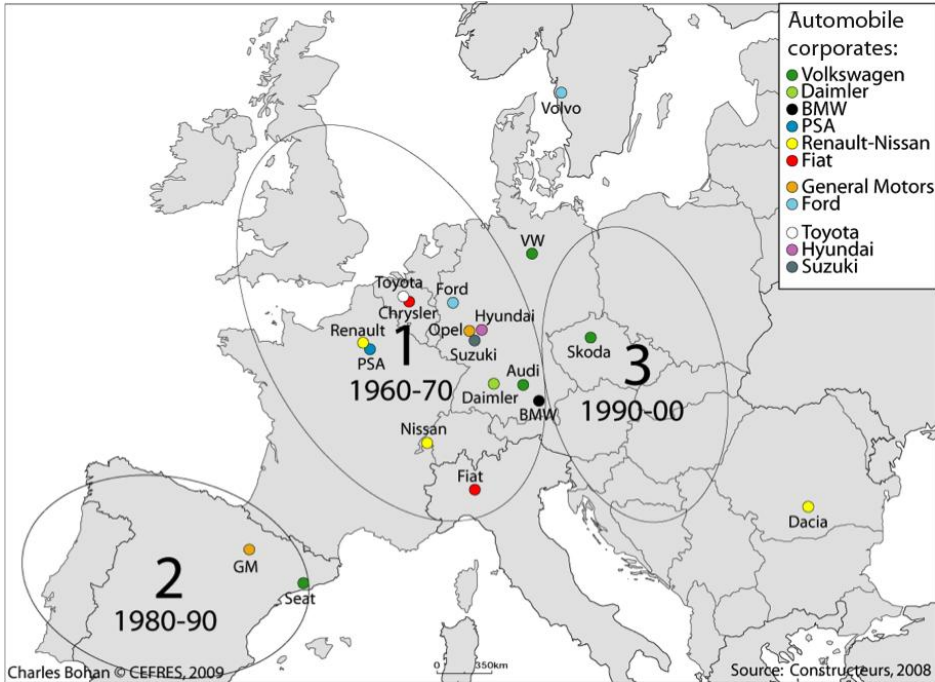 Automobile
corporates:
Volkswagen
Daimler
BMW
PSA
Renault-Nissan
Fiat
General Motors
Ford
Toyota
Hyundai
Suzuki
Volvo
VW
Toyota
Ford
Chrysler
Renault
Opel
Hyundai
PSA
1
Suzuki
Skoda
3
1960-70
Audi
Daimler
BMW
1990-00
Nissan
Fiat
Dacia
GM
2
Seat
1980-90
0 350km
Charles Bohan © CEFRES, 2009
Source: Constructeurs, 2008